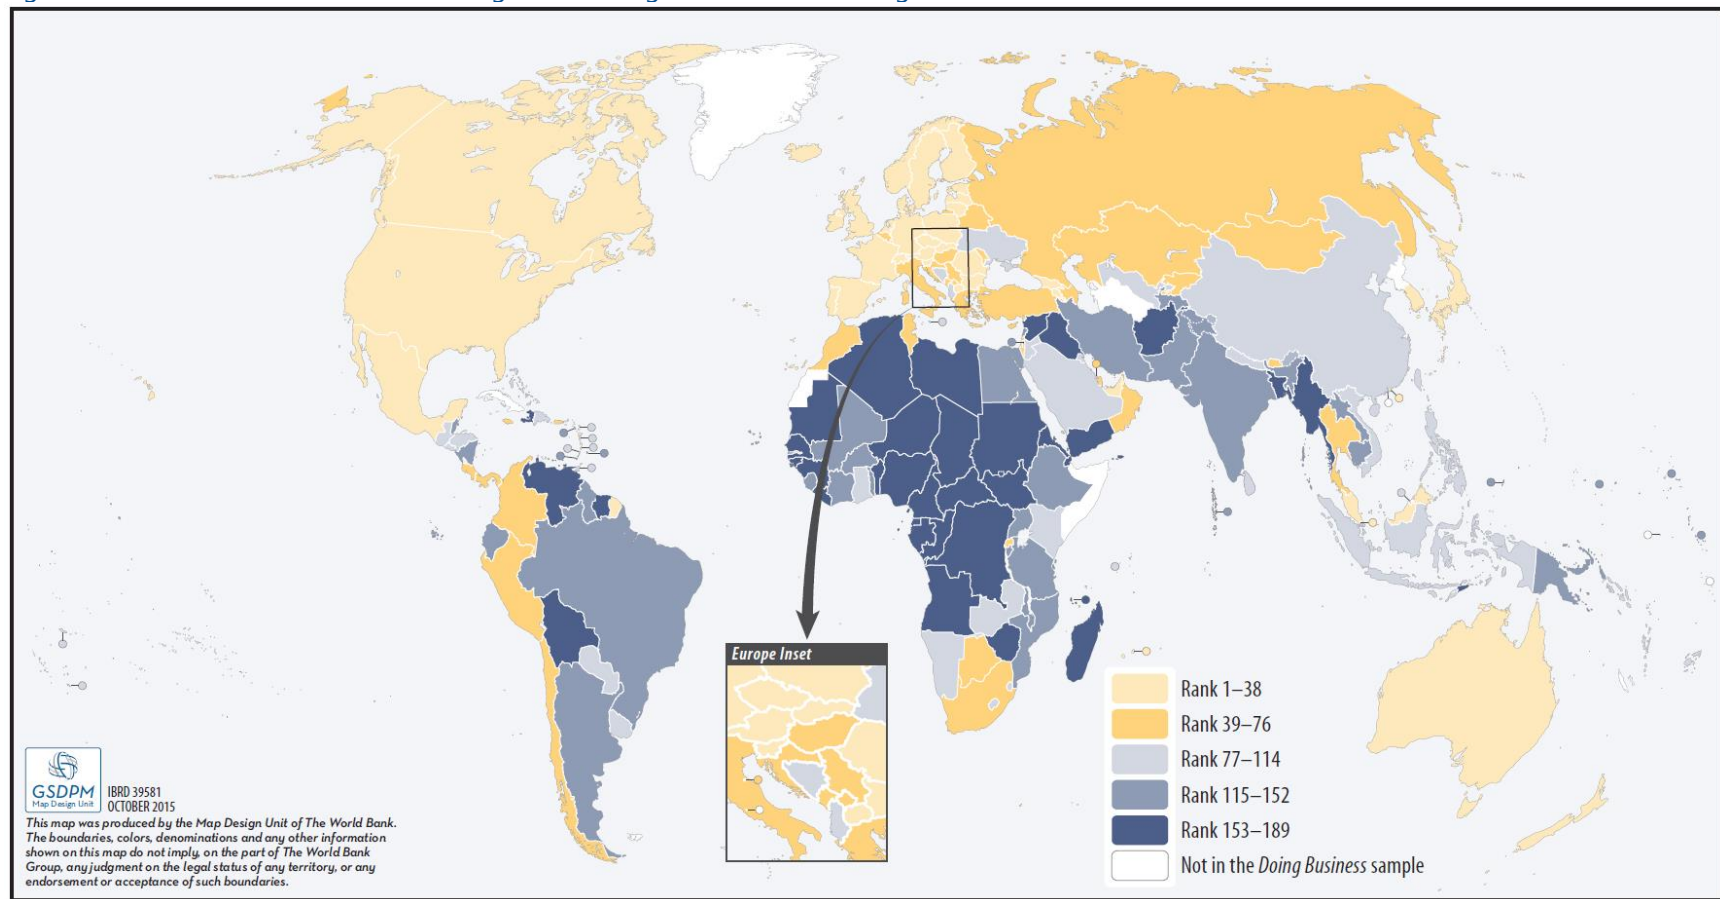 Europe Inset
Rank 1–38
Rank 39–76
Rank 77–114
Rank 115–152
Rank 153–189
Not in the Doing Business sample
GSDPM
Map Design Unit
IBRD 39581
OCTOBER 2015
This map was produced by the Map Design Unit of The World Bank.
The boundaries, colors, denominations and any other information
shown on this map do not imply, on the part of The World Bank
Group, any judgment on the legal status of any territory, or any
endorsement or acceptance of such boundaries.